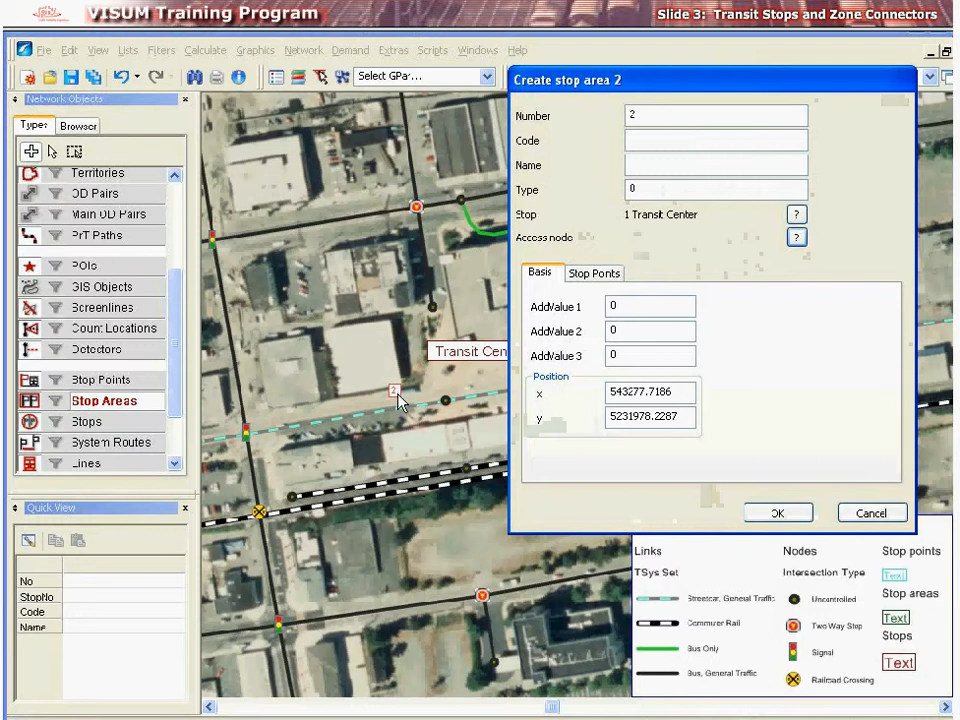 VISUM Training Program
Slide 3: Transit Stops and Zone Connectors
File Edit View Lists Filters Calculate Graphics Network Demand Extras Scripts Windows Help
Select GPar...
Network Objects
Types Browser
Territories
OD Pairs
Main OD Pairs
PrT Paths
POIs
GIS Objects
Screenlines
Count Locations
Detectors
Stop Points
Stop Areas
Stops
System Routes
Lines
Quick View
No
StopNo
Code
Name
2
Transit Cen
Create stop area 2
Number 2
Code
Name
Type 0
Stop 1 Transit Center ?
Access node ?
Basis Stop Points
AddValue 1 0
AddValue 2 0
AddValue 3 0
Position
x 543277.7186
y 5231978.2287
OK Cancel
Links Nodes Stop points
TSys Set Intersection Type Text
Streetcar, General Traffic Uncontrolled Stop areas
Commuter Rail Two Way Stop Text
Bus Only Signal Stops
Bus, General Traffic Railroad Crossing Text